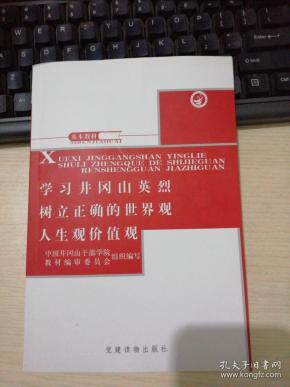 基本教材
JIBENJIAOCAI
XUEXI JINGGANGSHAN YINGLIE
SHULI ZHENGQUE DE SHIJIEGUAN
RENSHENGGUAN JIAZHIGUAN
学习井冈山英烈
树立正确的世界观
人生观价值观
中国井冈山干部学院
教材编审委员会 组织编写
党建读物出版社
孔夫子旧书网